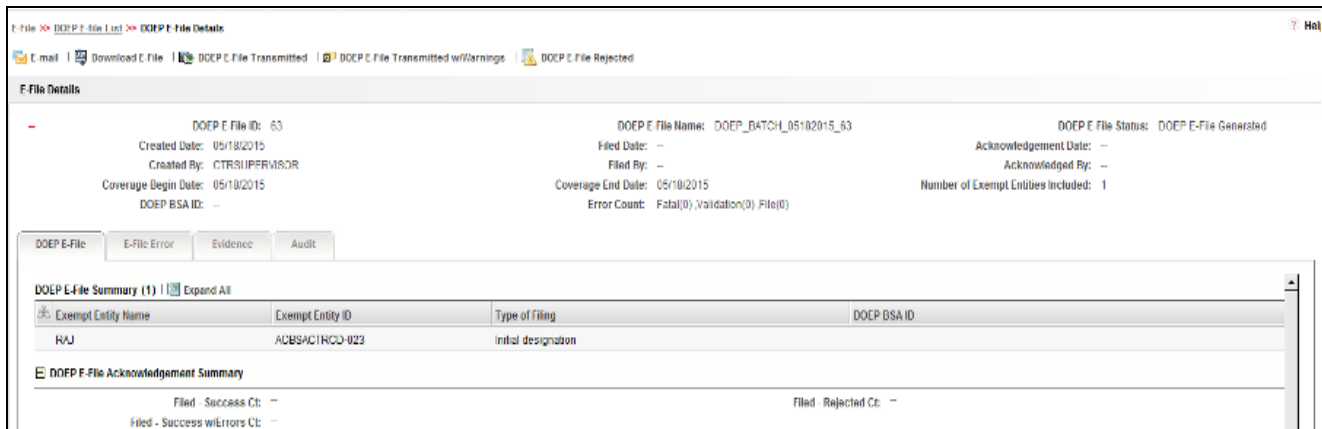 E-File >> DOEP E-file List >> DOEP E-File Details
? Hel
E-mail | Download E-File | DOEP E-File Transmitted | DOEP E-File Transmitted w/Warnings | DOEP E-File Rejected
E-File Details
DOEP E-File ID: 63 DOEP E-File Name: DOEP_BATCH_05182015_63 DOEP E-File Status: DOEP E-File Generated
Created Date: 05/18/2015 Filed Date: -- Acknowledgement Date: --
Created By: CTRSUPERVISOR Filed By: -- Acknowledged By: --
Coverage Begin Date: 05/18/2015 Coverage End Date: 05/18/2015 Number of Exempt Entities Included: 1
DOEP BSA ID: -- Error Count: Fatal(0) ,Validation(0) ,File(0)
DOEP E-File E-File Error Evidence Audit
DOEP E-File Summary (1) | Expand All
Exempt Entity Name Exempt Entity ID Type of Filing DOEP BSA ID
RAJ ACBSACTRCD-023 Initial designation
DOEP E-File Acknowledgement Summary
Filed - Success Ct: -- Filed - Rejected Ct: --
Filed - Success w/Errors Ct: --